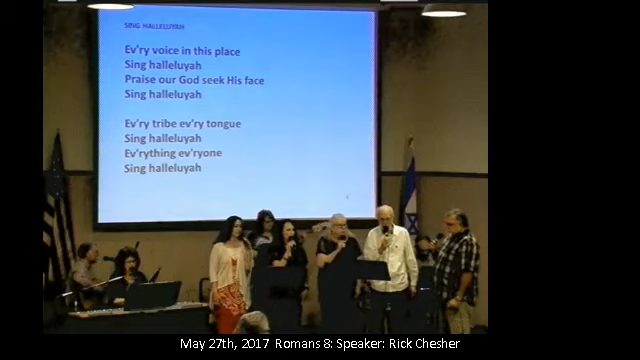 SING HALLELUYAH
Ev'ry voice in this place
Sing halleluyah
Praise our God seek His face
Sing halleluyah
Ev'ry tribe ev'ry tongue
Sing halleluyah
Ev'rything ev'ryone
Sing halleluyah
May 27th, 2017 Romans 8: Speaker: Rick Chesher